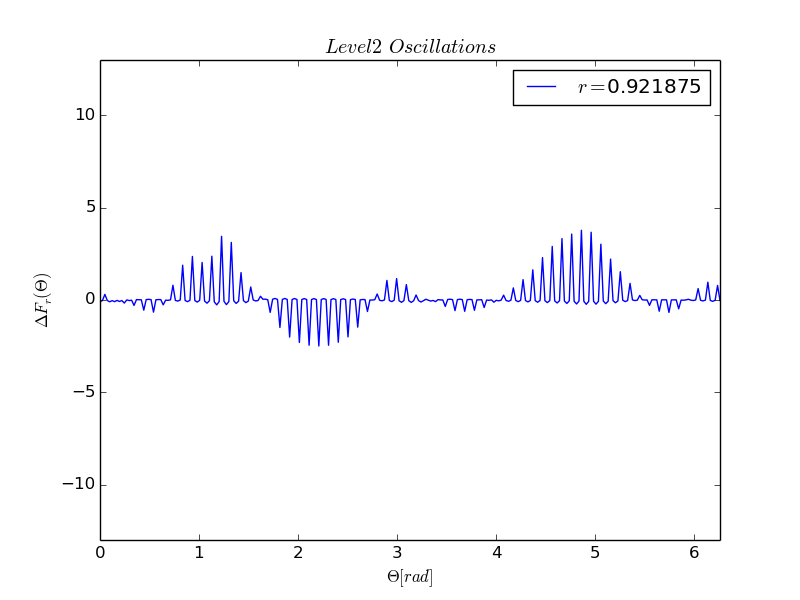 Level2 Oscillations
r=0.921875
10
5
0
−5
−10
ΔF_r(Θ)
0 1 2 3 4 5 6
Θ[rad]